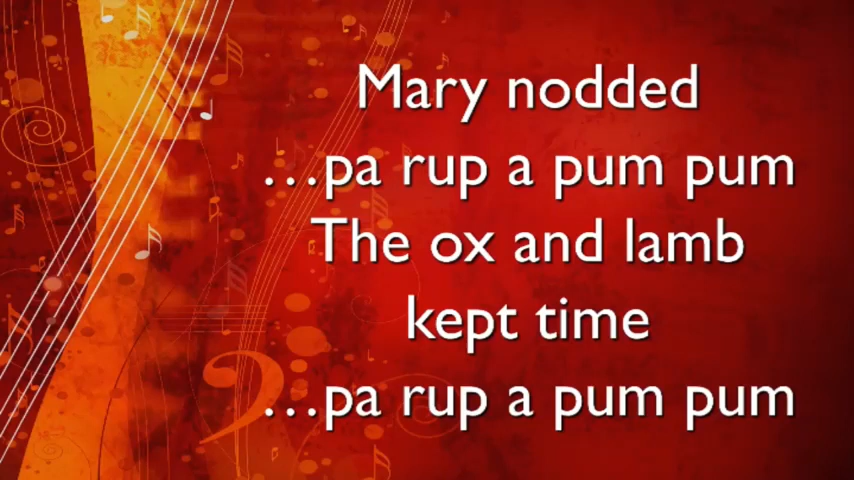 Mary nodded
…pa rup a pum pum
The ox and lamb
kept time
…pa rup a pum pum